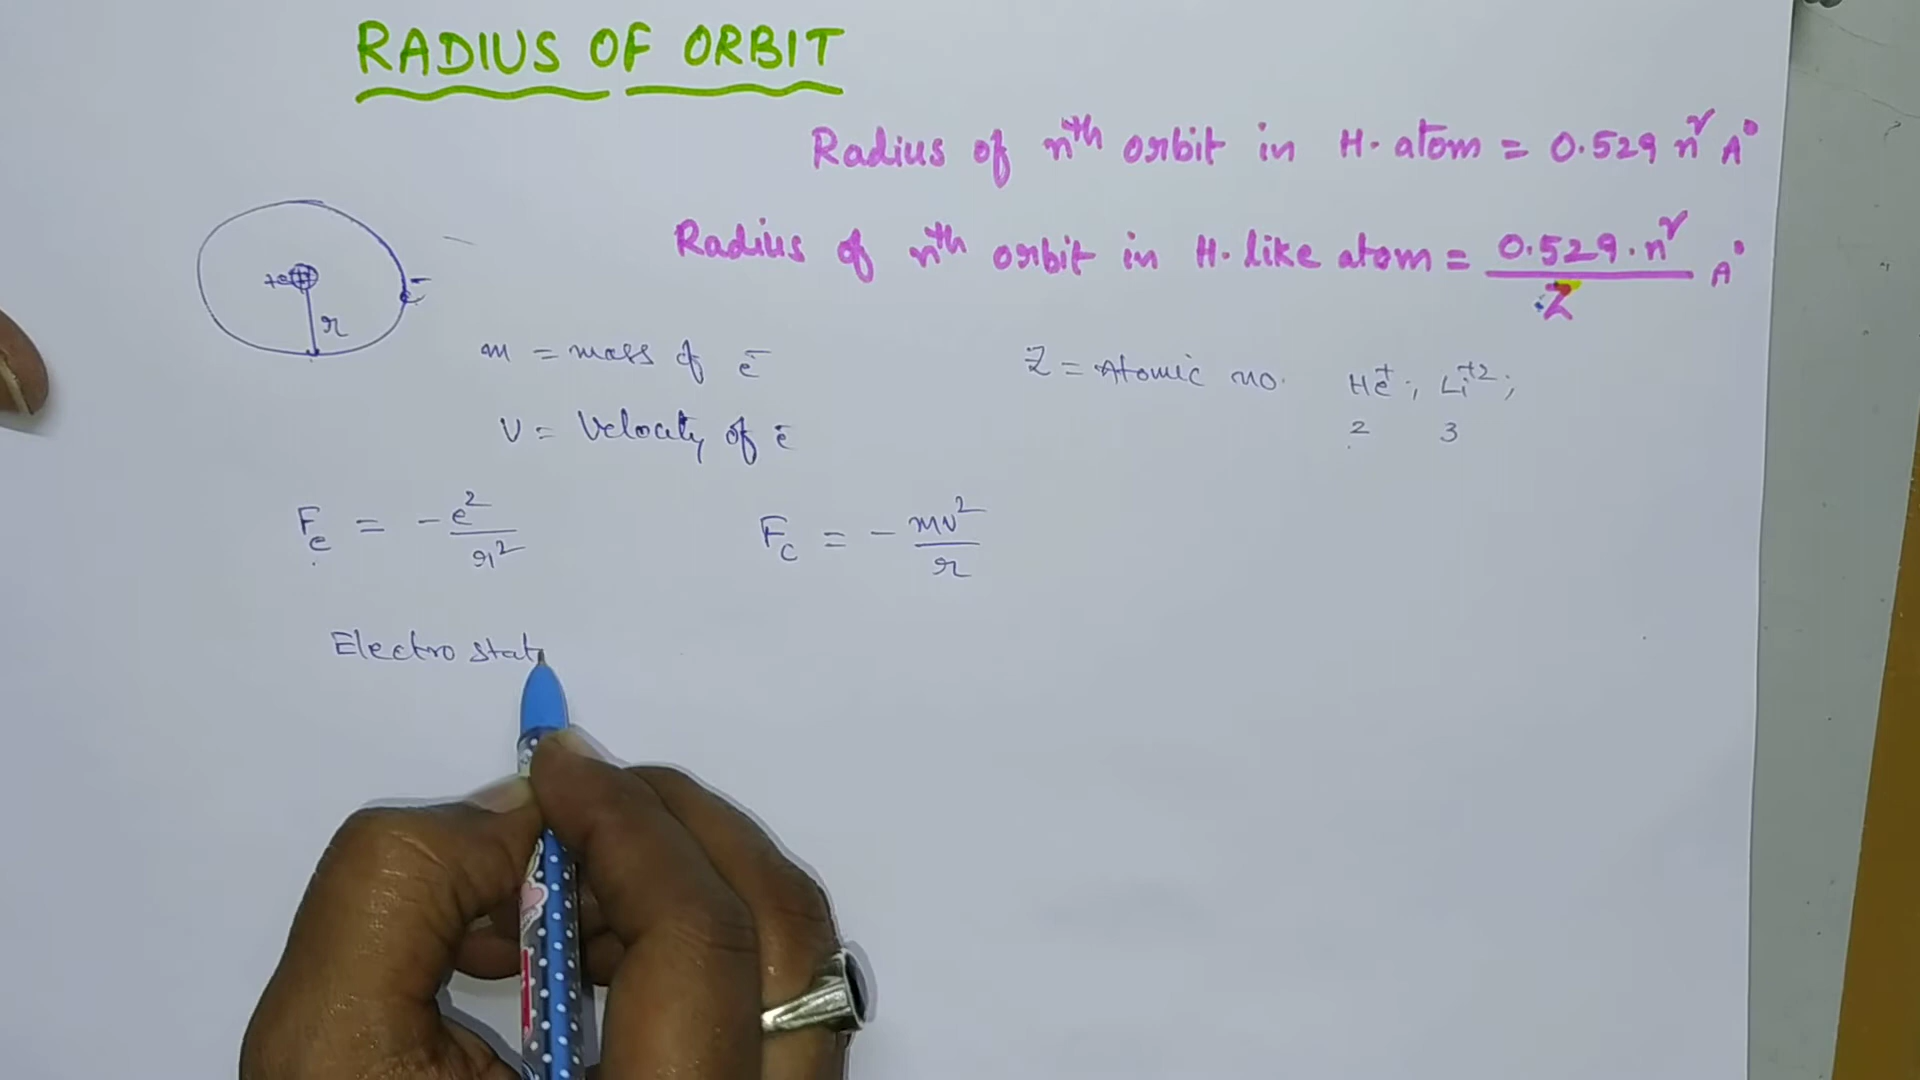 RADIUS OF ORBIT
Radius of nth orbit in H. atom = 0.529 n² A°
Radius of nth orbit in H. like atom = 0.529. n² / Z A°
+e
e⁻
r
m = mass of e⁻
Z = Atomic no. He⁺; Li⁺²;
2 3
V = Velocity of e⁻
Fe = - e² / r²
Fc = - mv² / r
Electro stat